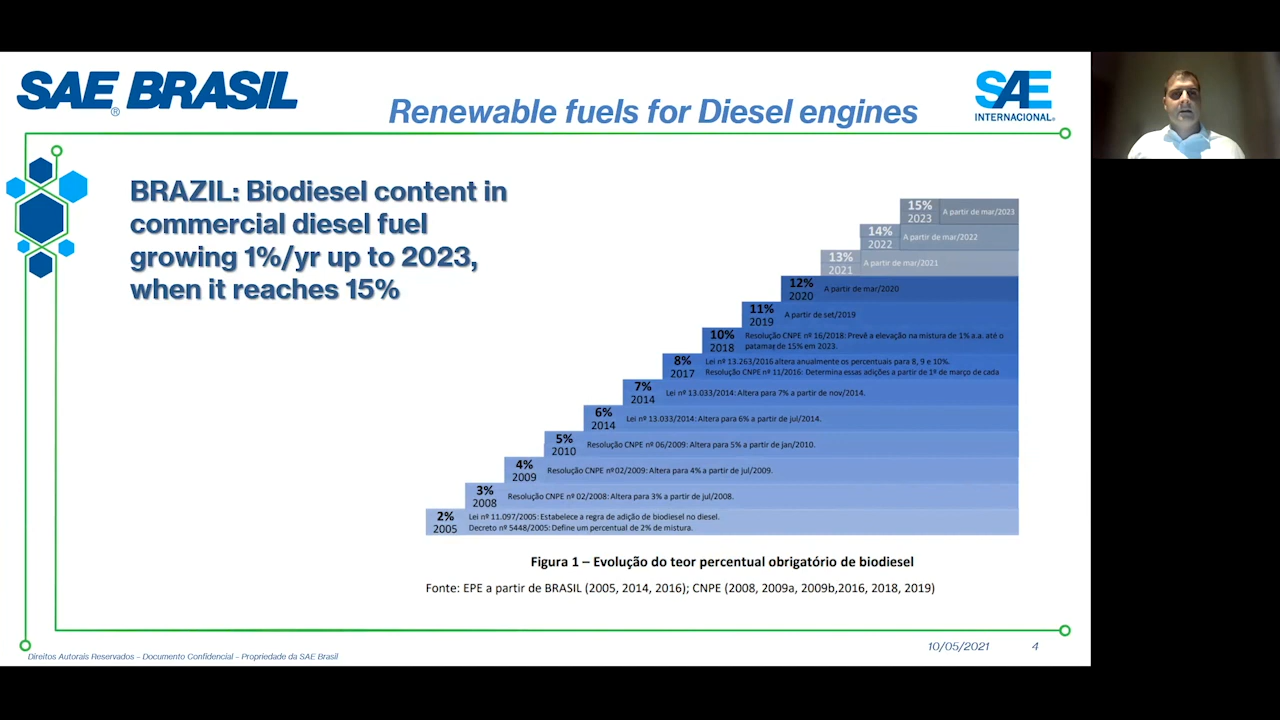 SAE BRASIL
Renewable fuels for Diesel engines
SAE
INTERNACIONAL
BRAZIL: Biodiesel content in
commercial diesel fuel
growing 1%/yr up to 2023,
when it reaches 15%
15%
2023
A partir de mar/2023
14%
2022
A partir de mar/2022
13%
2021
A partir de mar/2021
12%
2020
A partir de mar/2020
11%
2019
A partir de set/2019
10%
2018
Resolução CNPE nº 16/2018: Prevê a elevação na mistura de 1% a.a. até o
patamar de 15% em 2023.
8%
2017
Lei nº 13.263/2016 altera anualmente os percentuais para 8, 9 e 10%.
Resolução CNPE nº 11/2016: Determina essas adições a partir de 1º de março de cada
7%
2014
Lei nº 13.033/2014: Altera para 7% a partir de nov/2014.
6%
2014
Lei nº 13.033/2014: Altera para 6% a partir de jul/2014.
5%
2010
Resolução CNPE nº 06/2009: Altera para 5% a partir de jan/2010.
4%
2009
Resolução CNPE nº 02/2009: Altera para 4% a partir de jul/2009.
3%
2008
Resolução CNPE nº 02/2008: Altera para 3% a partir de jul/2008.
2%
2005
Lei nº 11.097/2005: Estabelece a regra de adição de biodiesel no diesel.
Decreto nº 5448/2005: Define um percentual de 2% de mistura.
Figura 1 – Evolução do teor percentual obrigatório de biodiesel
Fonte: EPE a partir de BRASIL (2005, 2014, 2016); CNPE (2008, 2009a, 2009b,2016, 2018, 2019)
Direitos Autorais Reservados – Documento Confidencial – Propriedade da SAE Brasil
10/05/2021
4